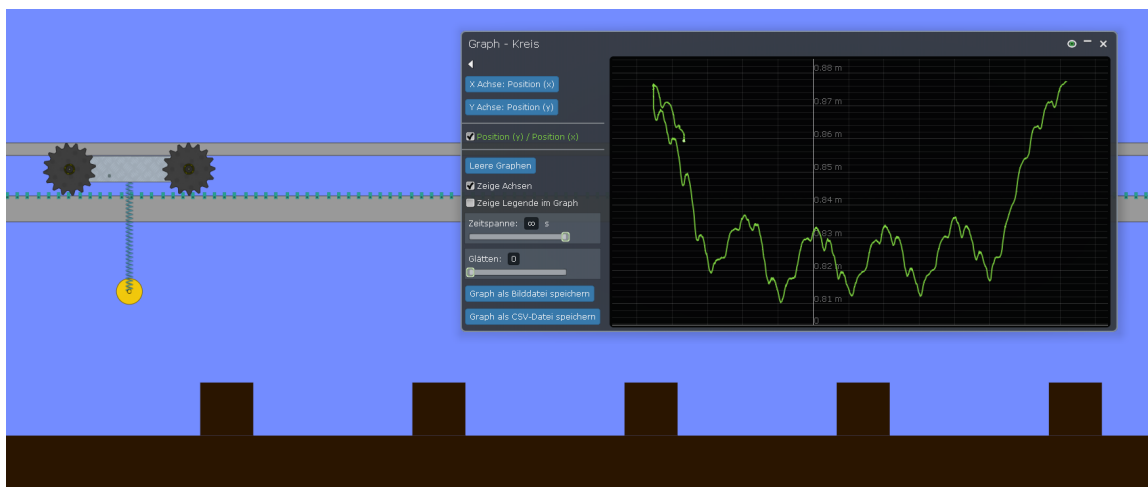 Graph - Kreis
X Achse: Position (x)
Y Achse: Position (y)
Position (y) / Position (x)
Leere Graphen
Zeige Achsen
Zeige Legende im Graph
Zeitspanne: ∞ s
Glätten: 0
Graph als Bilddatei speichern
Graph als CSV-Datei speichern
0.88 m
0.87 m
0.86 m
0.85 m
0.84 m
0.83 m
0.82 m
0.81 m
0